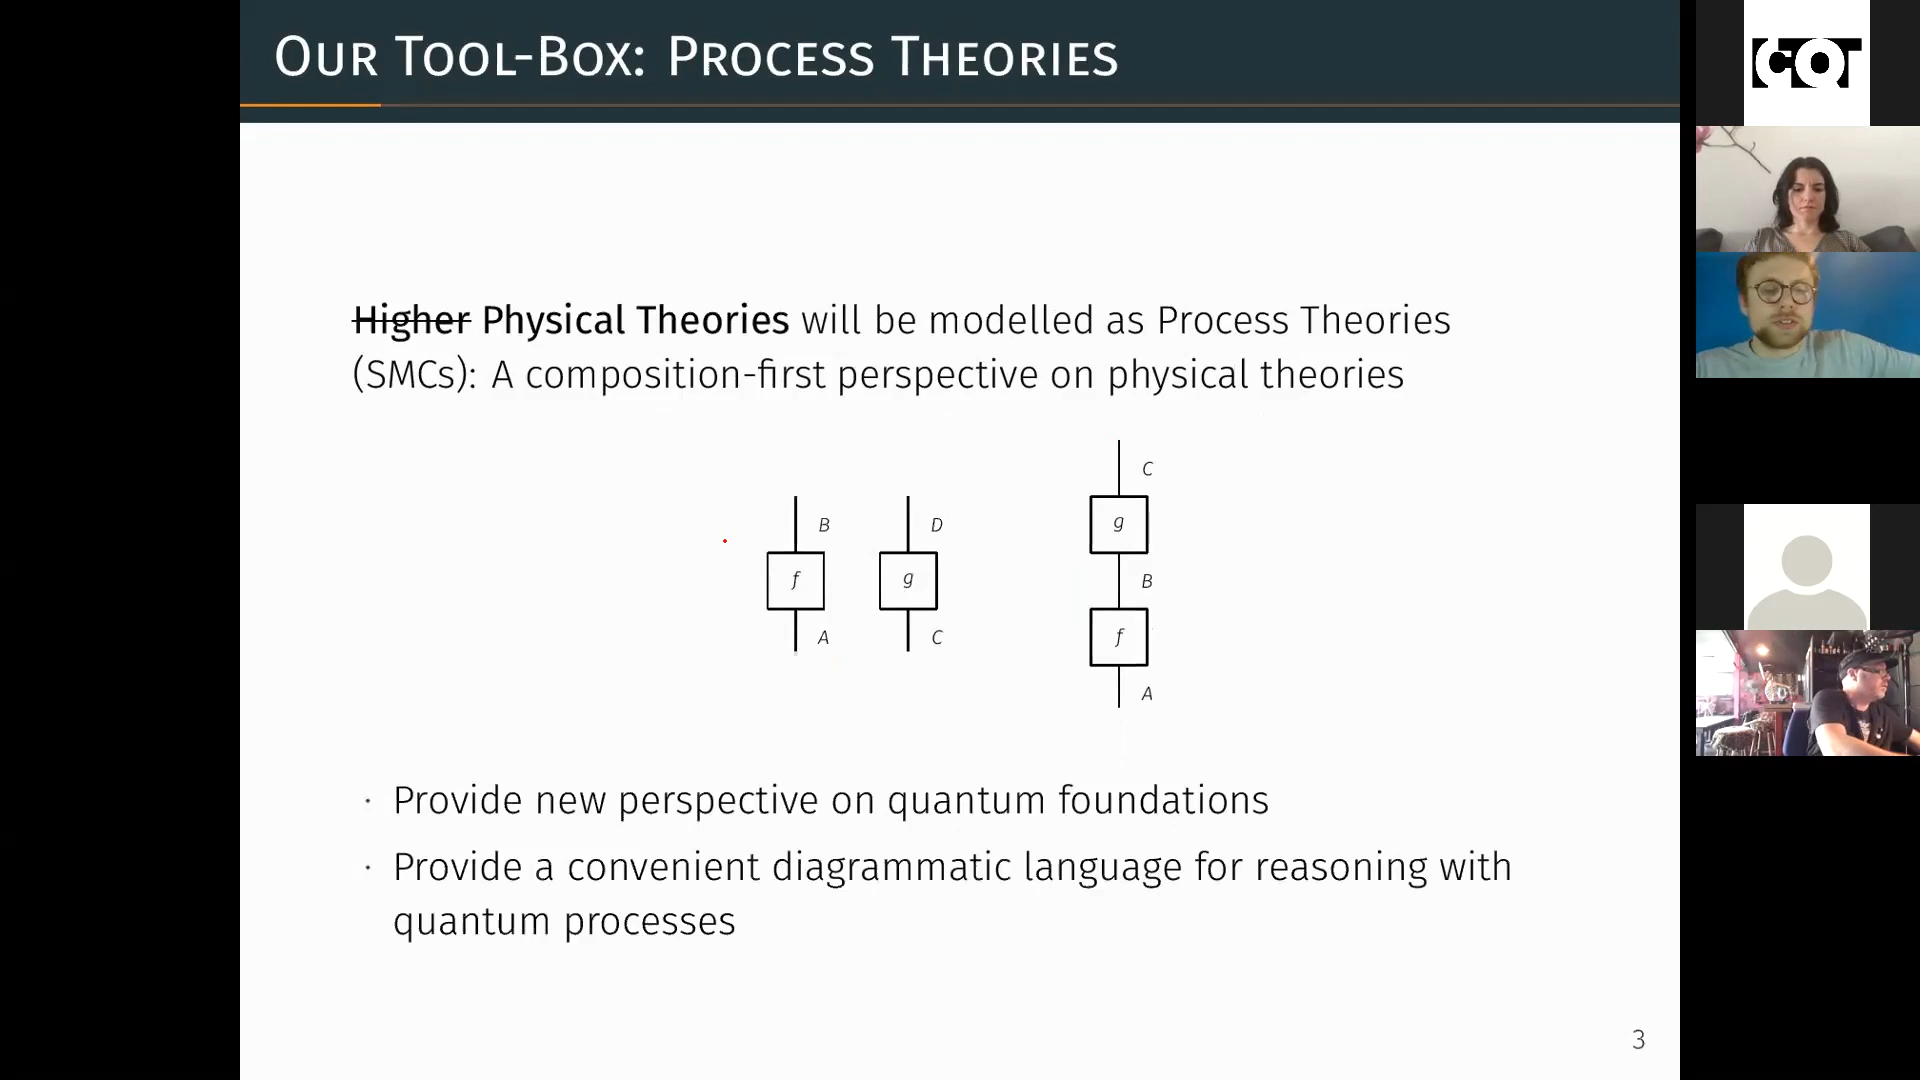 OUR TOOL-BOX: PROCESS THEORIES
CQT
Higher Physical Theories will be modelled as Process Theories
(SMCs): A composition-first perspective on physical theories
C
g
B D
B
f g
f
A C
A
· Provide new perspective on quantum foundations
· Provide a convenient diagrammatic language for reasoning with
quantum processes
3